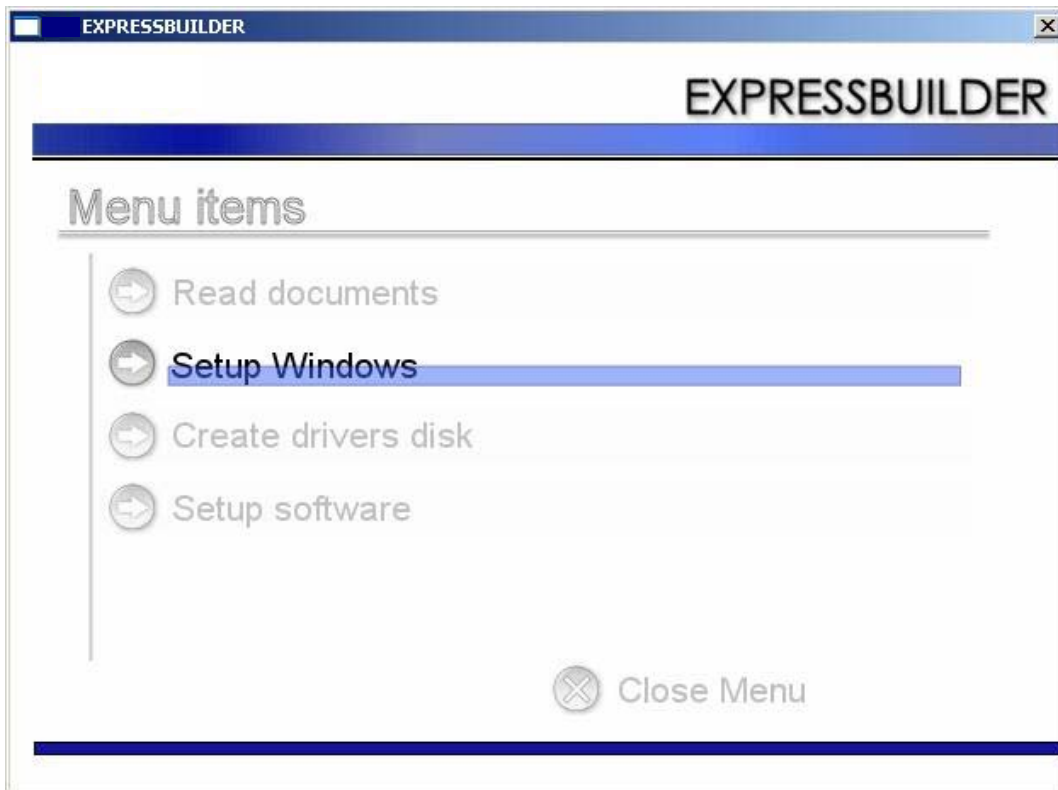 EXPRESSBUILDER
EXPRESSBUILDER
Menu items
Read documents
Setup Windows
Create drivers disk
Setup software
Close Menu